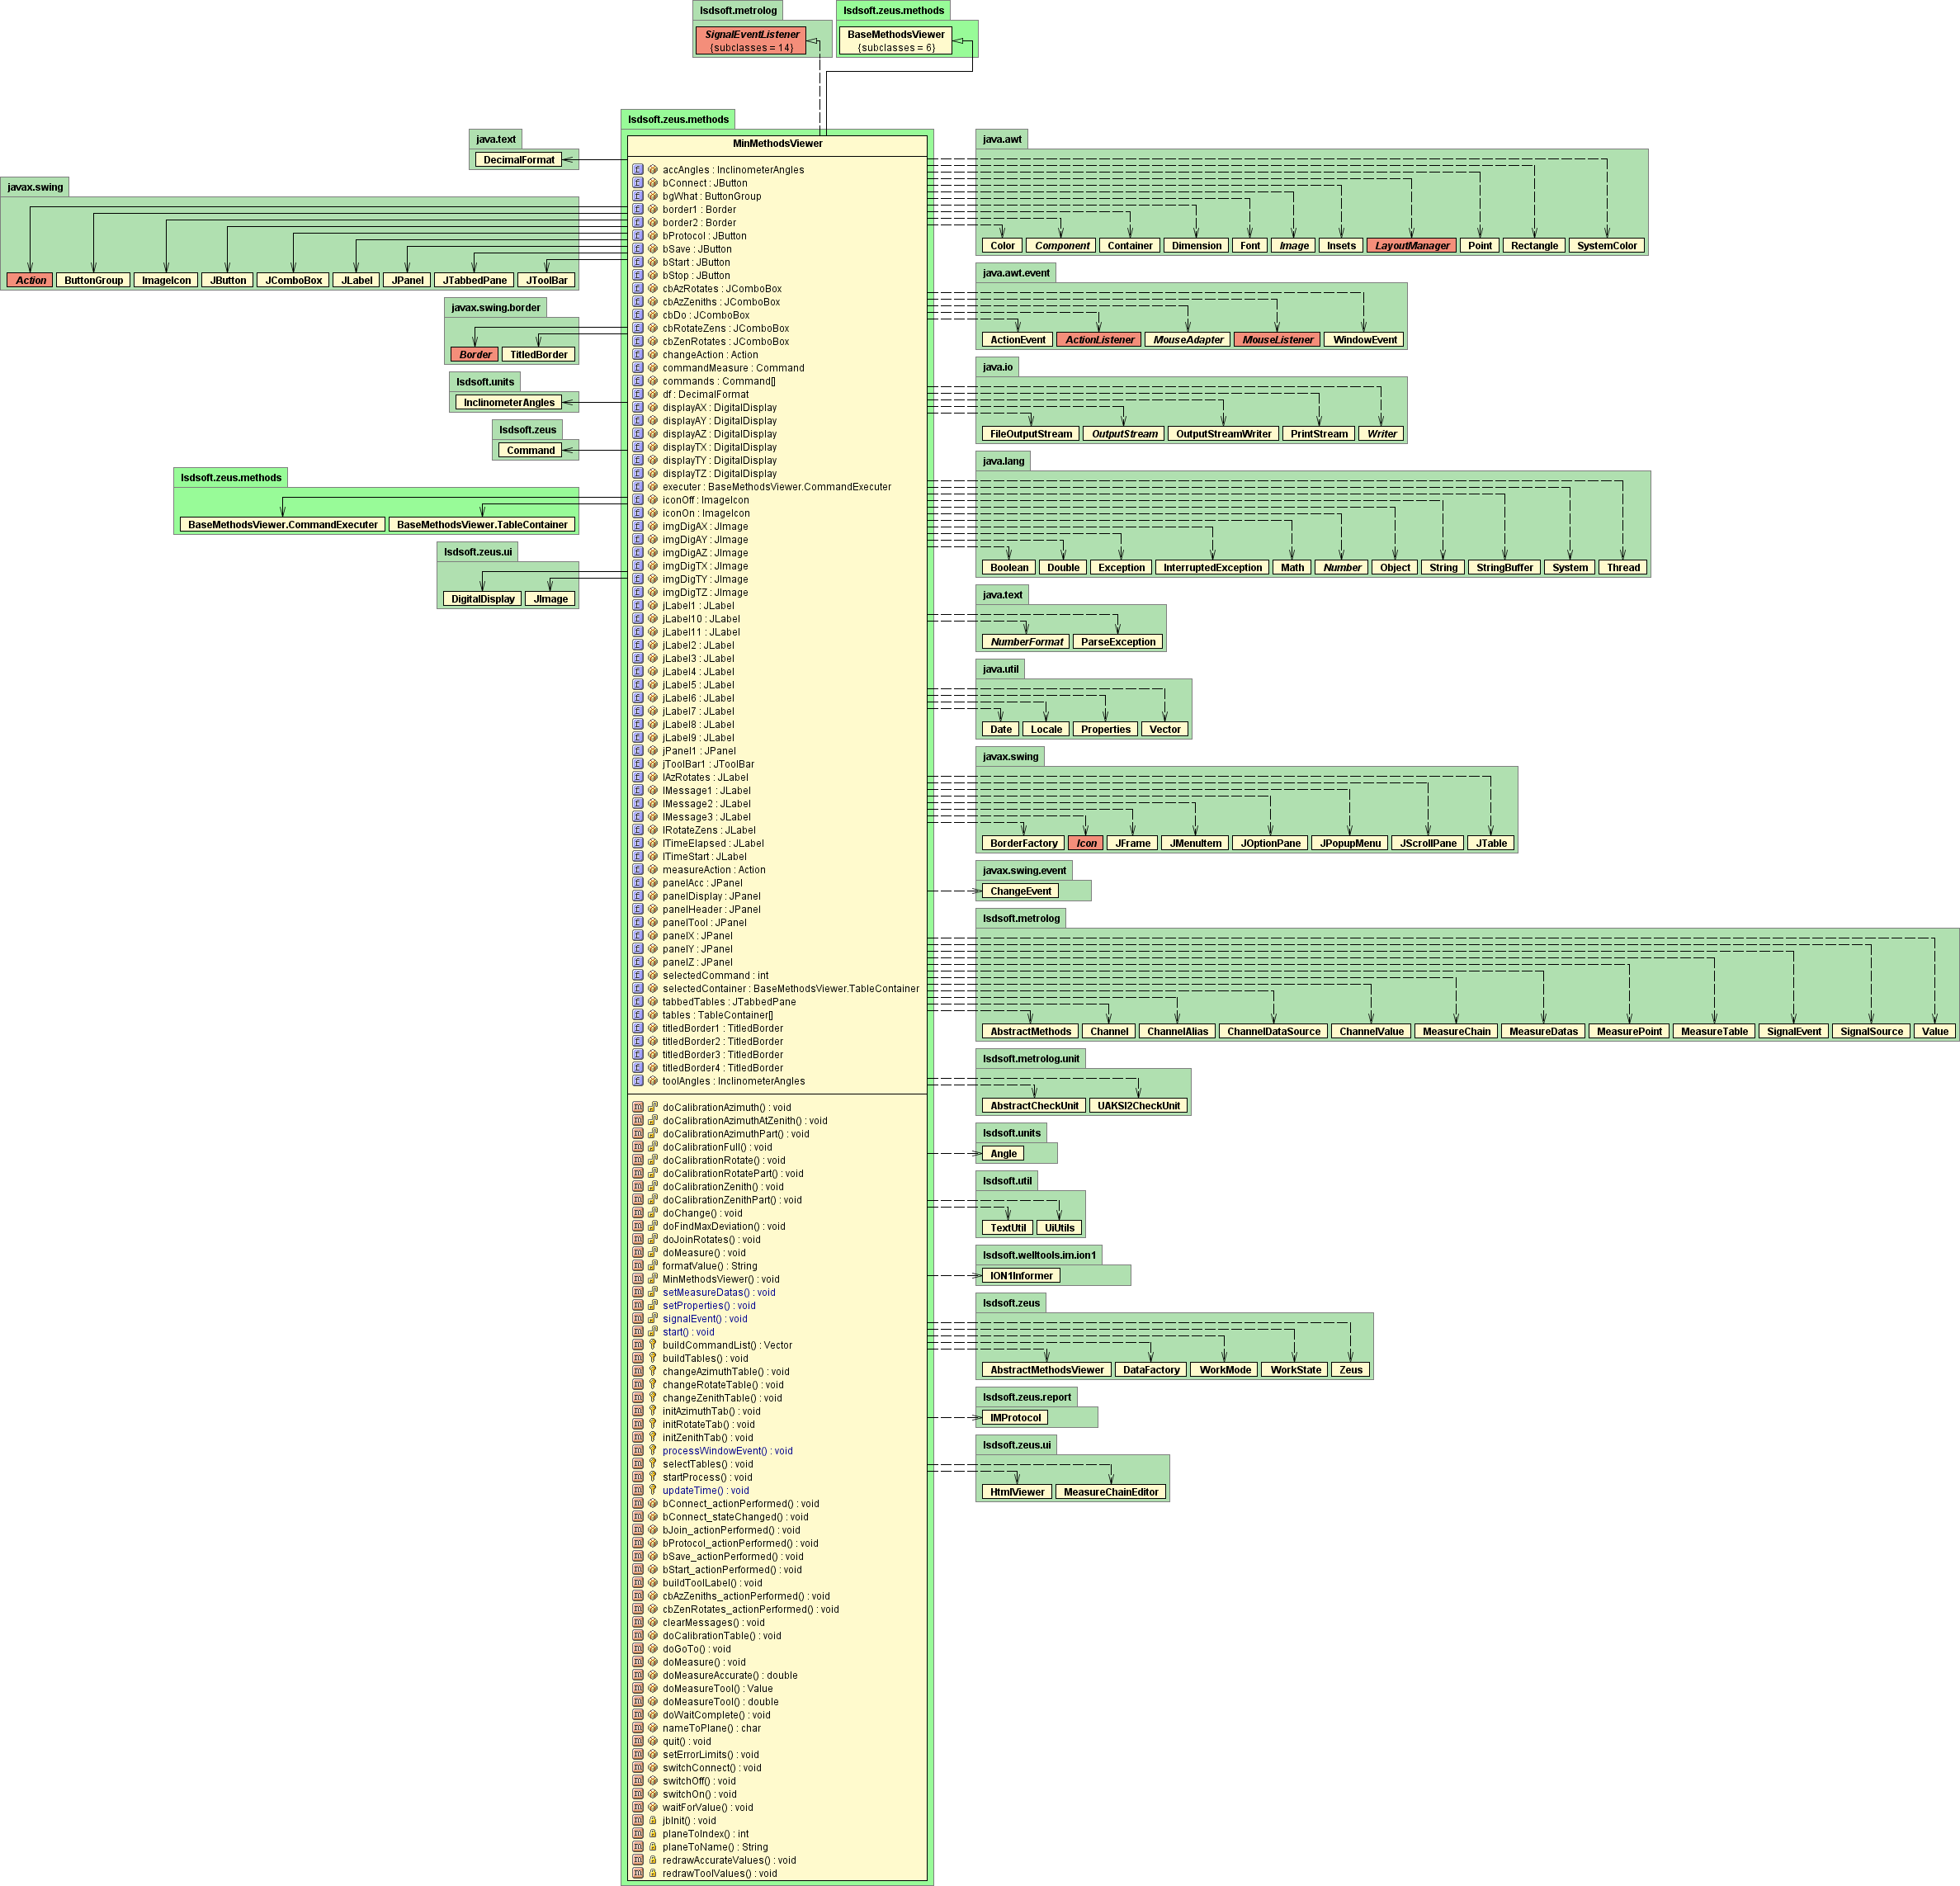 lsdsoft.metrolog
SignalEventListener
{subclasses = 14}
lsdsoft.zeus.methods
BaseMethodsViewer
{subclasses = 6}
java.text
DecimalFormat
javax.swing
Action
ButtonGroup
ImageIcon
JButton
JComboBox
JLabel
JPanel
JTabbedPane
JToolBar
javax.swing.border
Border
TitledBorder
lsdsoft.units
InclinometerAngles
lsdsoft.zeus
Command
lsdsoft.zeus.methods
BaseMethodsViewer.CommandExecuter
BaseMethodsViewer.TableContainer
lsdsoft.zeus.ui
DigitalDisplay
JImage
lsdsoft.zeus.methods
MinMethodsViewer
accAngles : InclinometerAngles
bConnect : JButton
bgWhat : ButtonGroup
border1 : Border
border2 : Border
bProtocol : JButton
bSave : JButton
bStart : JButton
bStop : JButton
cbAzRotates : JComboBox
cbAzZeniths : JComboBox
cbDo : JComboBox
cbRotateZens : JComboBox
cbZenRotates : JComboBox
changeAction : Action
commandMeasure : Command
commands : Command[]
df : DecimalFormat
displayAX : DigitalDisplay
displayAY : DigitalDisplay
displayAZ : DigitalDisplay
displayTX : DigitalDisplay
displayTY : DigitalDisplay
displayTZ : DigitalDisplay
executer : BaseMethodsViewer.CommandExecuter
iconOff : ImageIcon
iconOn : ImageIcon
imgDigAX : JImage
imgDigAY : JImage
imgDigAZ : JImage
imgDigTX : JImage
imgDigTY : JImage
imgDigTZ : JImage
jLabel1 : JLabel
jLabel10 : JLabel
jLabel11 : JLabel
jLabel2 : JLabel
jLabel3 : JLabel
jLabel4 : JLabel
jLabel5 : JLabel
jLabel6 : JLabel
jLabel7 : JLabel
jLabel8 : JLabel
jLabel9 : JLabel
jPanel1 : JPanel
jToolBar1 : JToolBar
lAzRotates : JLabel
lMessage1 : JLabel
lMessage2 : JLabel
lMessage3 : JLabel
lRotateZens : JLabel
lTimeElapsed : JLabel
lTimeStart : JLabel
measureAction : Action
panelAcc : JPanel
panelDisplay : JPanel
panelHeader : JPanel
panelTool : JPanel
panelX : JPanel
panelY : JPanel
panelZ : JPanel
selectedCommand : int
selectedContainer : BaseMethodsViewer.TableContainer
tabbedTables : JTabbedPane
tables : TableContainer[]
titledBorder1 : TitledBorder
titledBorder2 : TitledBorder
titledBorder3 : TitledBorder
titledBorder4 : TitledBorder
toolAngles : InclinometerAngles
doCalibrationAzimuth() : void
doCalibrationAzimuthAtZenith() : void
doCalibrationAzimuthPart() : void
doCalibrationFull() : void
doCalibrationRotate() : void
doCalibrationRotatePart() : void
doCalibrationZenith() : void
doCalibrationZenithPart() : void
doChange() : void
doFindMaxDeviation() : void
doJoinRotates() : void
doMeasure() : void
formatValue() : String
MinMethodsViewer() : void
setMeasureDatas() : void
setProperties() : void
signalEvent() : void
start() : void
buildCommandList() : Vector
buildTables() : void
changeAzimuthTable() : void
changeRotateTable() : void
changeZenithTable() : void
initAzimuthTab() : void
initRotateTab() : void
initZenithTab() : void
processWindowEvent() : void
selectTables() : void
startProcess() : void
updateTime() : void
bConnect_actionPerformed() : void
bConnect_stateChanged() : void
bJoin_actionPerformed() : void
bProtocol_actionPerformed() : void
bSave_actionPerformed() : void
bStart_actionPerformed() : void
buildToolLabel() : void
cbAzZeniths_actionPerformed() : void
cbZenRotates_actionPerformed() : void
clearMessages() : void
doCalibrationTable() : void
doGoTo() : void
doMeasure() : void
doMeasureAccurate() : double
doMeasureTool() : Value
doMeasureTool() : double
doWaitComplete() : void
nameToPlane() : char
quit() : void
setErrorLimits() : void
switchConnect() : void
switchOff() : void
switchOn() : void
waitForValue() : void
jbInit() : void
planeToIndex() : int
planeToName() : String
redrawAccurateValues() : void
redrawToolValues() : void
java.awt
Color
Component
Container
Dimension
Font
Image
Insets
LayoutManager
Point
Rectangle
SystemColor
java.awt.event
ActionEvent
ActionListener
MouseAdapter
MouseListener
WindowEvent
java.io
FileOutputStream
OutputStream
OutputStreamWriter
PrintStream
Writer
java.lang
Boolean
Double
Exception
InterruptedException
Math
Number
Object
String
StringBuffer
System
Thread
java.text
NumberFormat
ParseException
java.util
Date
Locale
Properties
Vector
javax.swing
BorderFactory
Icon
JFrame
JMenuItem
JOptionPane
JPopupMenu
JScrollPane
JTable
javax.swing.event
ChangeEvent
lsdsoft.metrolog
AbstractMethods
Channel
ChannelAlias
ChannelDataSource
ChannelValue
MeasureChain
MeasureDatas
MeasurePoint
MeasureTable
SignalEvent
SignalSource
Value
lsdsoft.metrolog.unit
AbstractCheckUnit
UAKSI2CheckUnit
lsdsoft.units
Angle
lsdsoft.util
TextUtil
UiUtils
lsdsoft.welltools.im.ion1
ION1Informer
lsdsoft.zeus
AbstractMethodsViewer
DataFactory
WorkMode
WorkState
Zeus
lsdsoft.zeus.report
IMProtocol
lsdsoft.zeus.ui
HtmlViewer
MeasureChainEditor